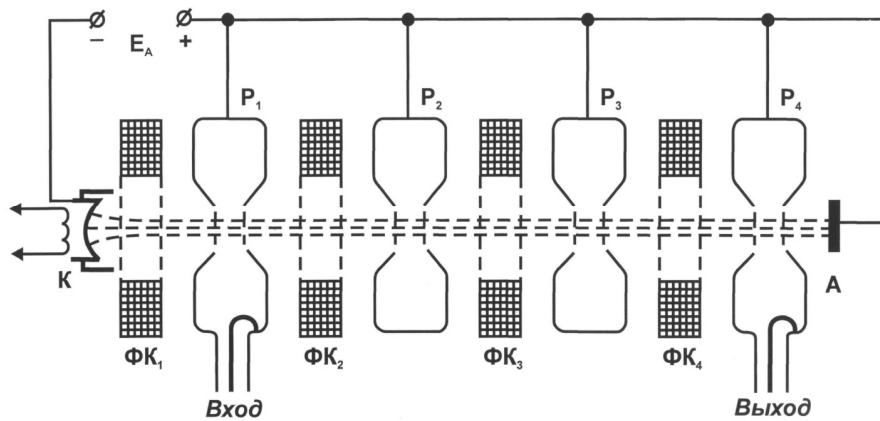 − E_A +
P₁ P₂ P₃ P₄
К А
ФК₁ ФК₂ ФК₃ ФК₄
Вход Выход